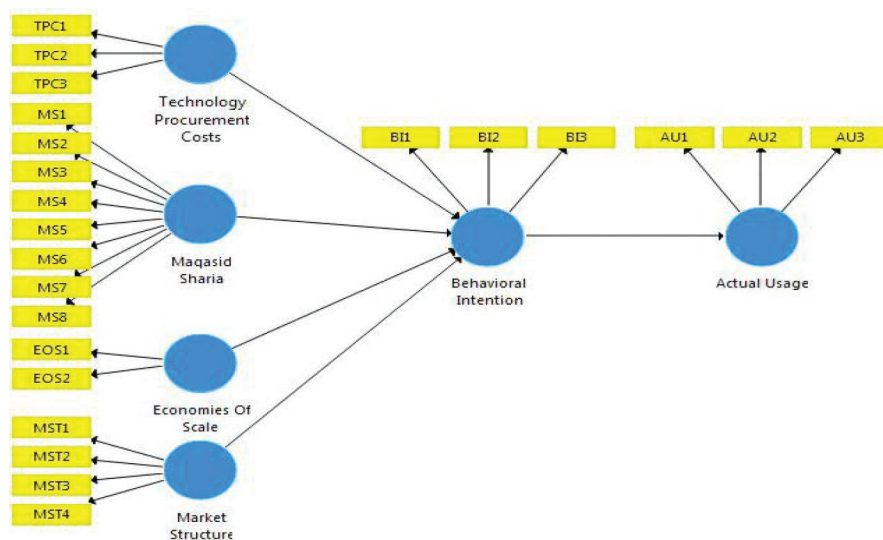 TPC1
TPC2
TPC3
Technology
Procurement
Costs
MS1
MS2
MS3
MS4
MS5
MS6
MS7
MS8
Maqasid
Sharia
EOS1
EOS2
Economies Of
Scale
MST1
MST2
MST3
MST4
Market
Structure
BI1
BI2
BI3
Behavioral
Intention
AU1
AU2
AU3
Actual Usage